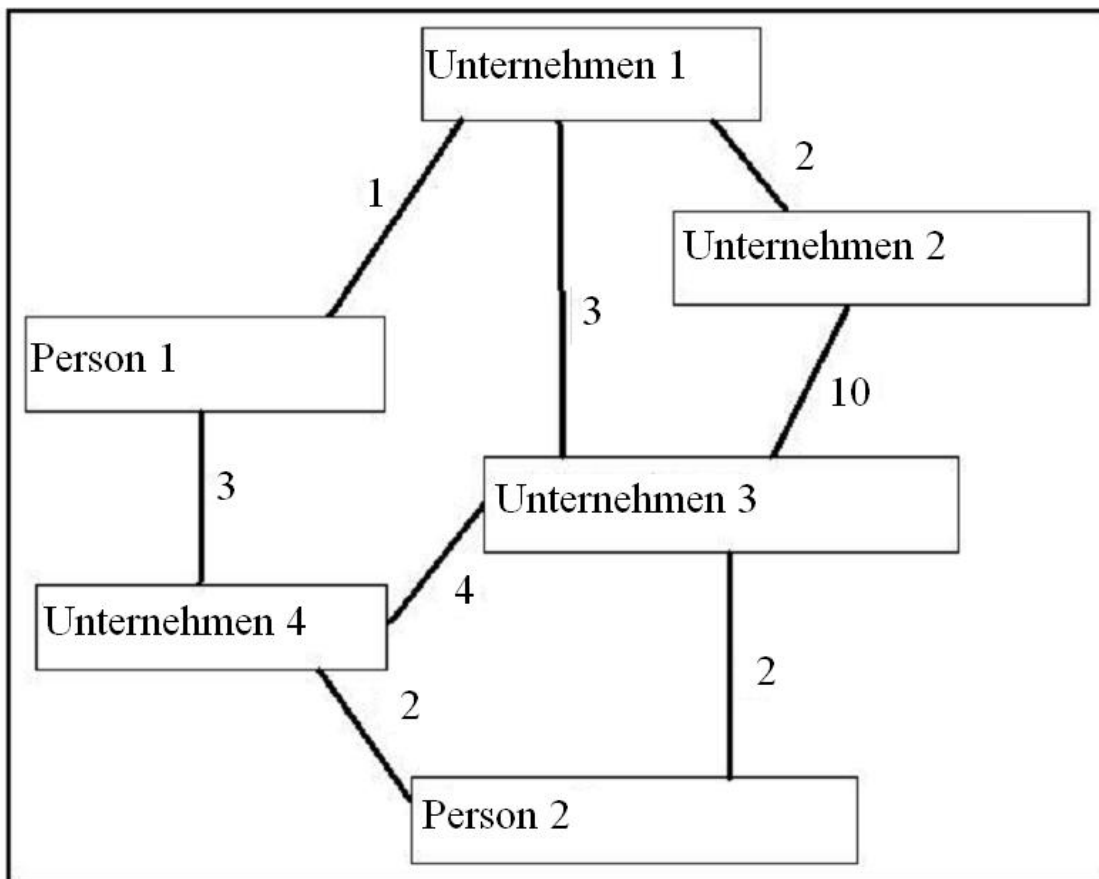 Unternehmen 1
2
1
Unternehmen 2
3
Person 1
10
3
Unternehmen 3
4
Unternehmen 4
2
2
Person 2